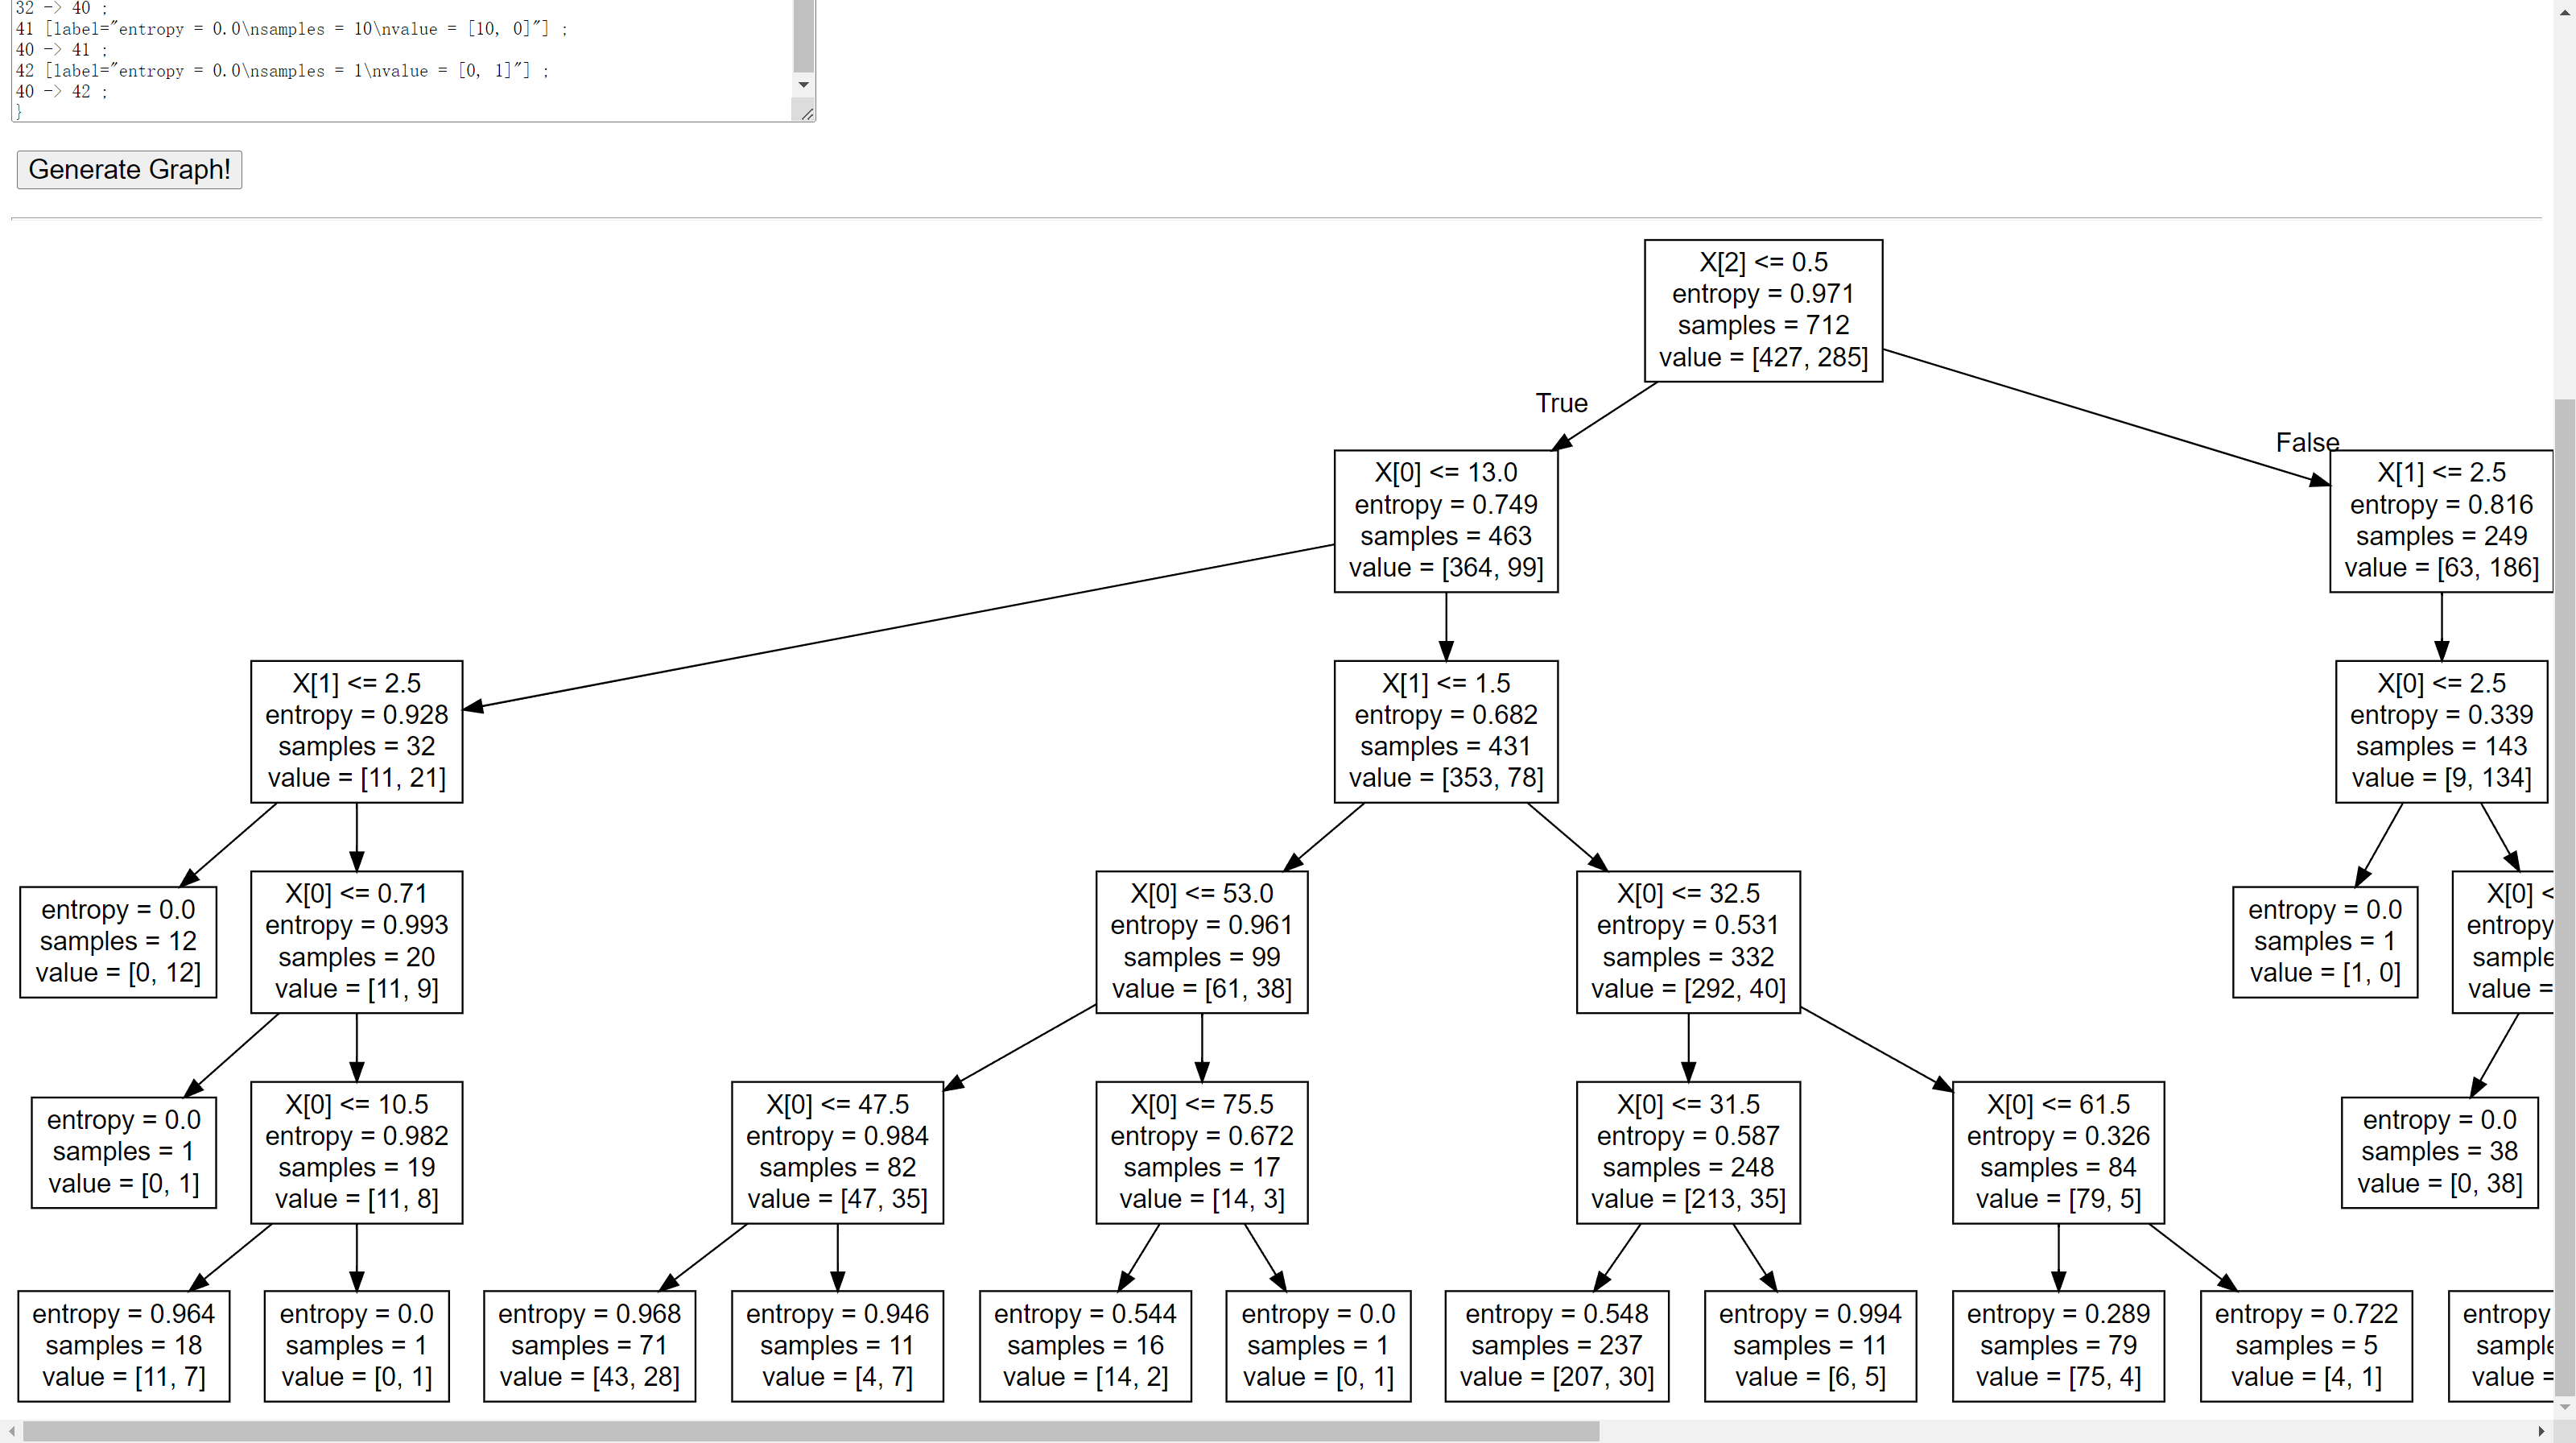 32 -> 40 ;
41 [label="entropy = 0.0\nsamples = 10\nvalue = [10, 0]"] ;
40 -> 41 ;
42 [label="entropy = 0.0\nsamples = 1\nvalue = [0, 1]"] ;
40 -> 42 ;
}
Generate Graph!
X[2] <= 0.5
entropy = 0.971
samples = 712
value = [427, 285]
True
False
X[0] <= 13.0
entropy = 0.749
samples = 463
value = [364, 99]
X[1] <= 2.5
entropy = 0.816
samples = 249
value = [63, 186]
X[1] <= 2.5
entropy = 0.928
samples = 32
value = [11, 21]
X[1] <= 1.5
entropy = 0.682
samples = 431
value = [353, 78]
X[0] <= 2.5
entropy = 0.339
samples = 143
value = [9, 134]
entropy = 0.0
samples = 12
value = [0, 12]
X[0] <= 0.71
entropy = 0.993
samples = 20
value = [11, 9]
X[0] <= 53.0
entropy = 0.961
samples = 99
value = [61, 38]
X[0] <= 32.5
entropy = 0.531
samples = 332
value = [292, 40]
entropy = 0.0
samples = 1
value = [1, 0]
X[0] <
entropy
sample
value =
entropy = 0.0
samples = 1
value = [0, 1]
X[0] <= 10.5
entropy = 0.982
samples = 19
value = [11, 8]
X[0] <= 47.5
entropy = 0.984
samples = 82
value = [47, 35]
X[0] <= 75.5
entropy = 0.672
samples = 17
value = [14, 3]
X[0] <= 31.5
entropy = 0.587
samples = 248
value = [213, 35]
X[0] <= 61.5
entropy = 0.326
samples = 84
value = [79, 5]
entropy = 0.0
samples = 38
value = [0, 38]
entropy = 0.964
samples = 18
value = [11, 7]
entropy = 0.0
samples = 1
value = [0, 1]
entropy = 0.968
samples = 71
value = [43, 28]
entropy = 0.946
samples = 11
value = [4, 7]
entropy = 0.544
samples = 16
value = [14, 2]
entropy = 0.0
samples = 1
value = [0, 1]
entropy = 0.548
samples = 237
value = [207, 30]
entropy = 0.994
samples = 11
value = [6, 5]
entropy = 0.289
samples = 79
value = [75, 4]
entropy = 0.722
samples = 5
value = [4, 1]
entropy
sample
value =